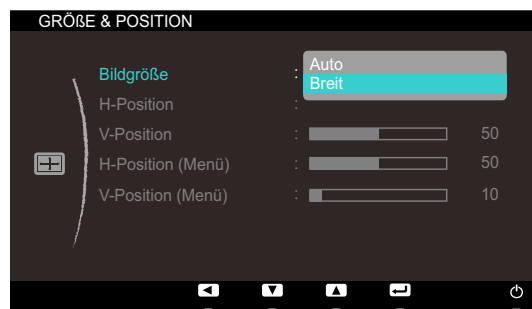 GRÖßE & POSITION
Bildgröße : Auto
Breit
H-Position :
V-Position : 50
H-Position (Menü) : 50
V-Position (Menü) : 10